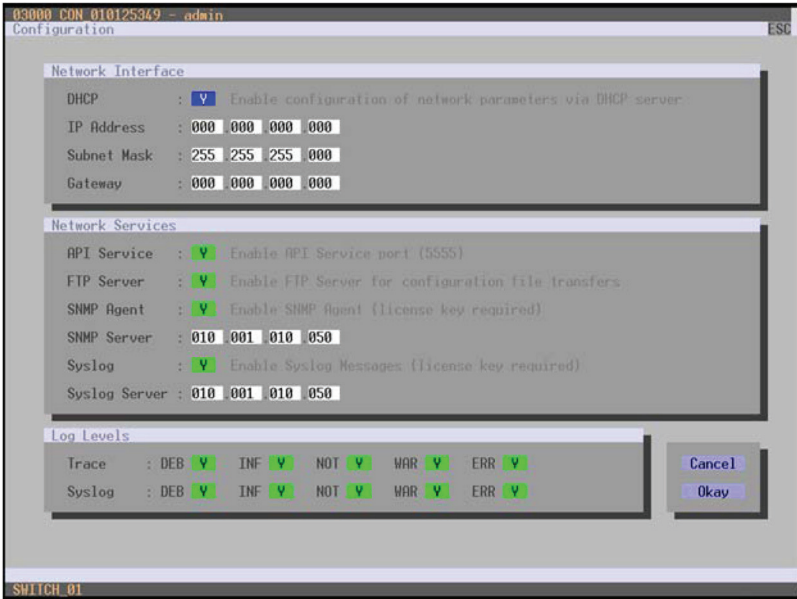 03000 CON 010125349 - admin
Configuration ESC
Network Interface
DHCP : Y Enable configuration of network parameters via DHCP server
IP Address : 000 .000 .000 .000
Subnet Mask : 255 .255 .255 .000
Gateway : 000 .000 .000 .000
Network Services
API Service : Y Enable API Service port (5555)
FTP Server : Y Enable FTP Server for configuration file transfers
SNMP Agent : Y Enable SNMP Agent (license key required)
SNMP Server : 010 .001 .010 .050
Syslog : Y Enable Syslog Messages (license key required)
Syslog Server : 010 .001 .010 .050
Log Levels
Trace : DEB Y INF Y NOT Y WAR Y ERR Y Cancel
Syslog : DEB Y INF Y NOT Y WAR Y ERR Y Okay
SWITCH_01